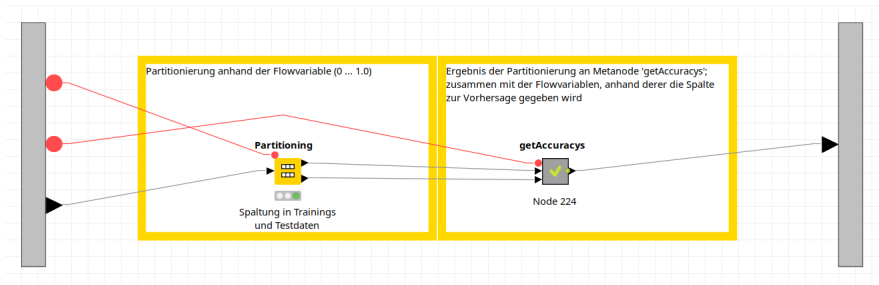 Partitionierung anhand der Flowvariable (0 ... 1.0)
Ergebnis der Partitionierung an Metanode 'getAccuracys';
zusammen mit der Flowvariablen, anhand derer die Spalte
zur Vorhersage gegeben wird
Partitioning
Spaltung in Trainings
und Testdaten
getAccuracys
Node 224